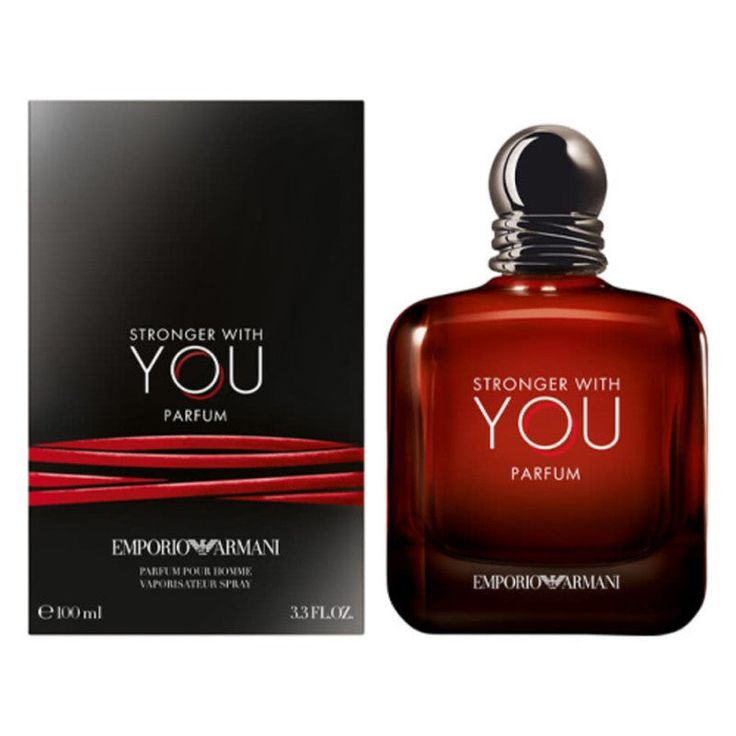 STRONGER WITH
YOU
PARFUM
EMPORIO ARMANI
PARFUM POUR HOMME
VAPORISATEUR SPRAY
℮ 100 ml
3.3 FL.OZ.
STRONGER WITH
YOU
PARFUM
EMPORIO ARMANI